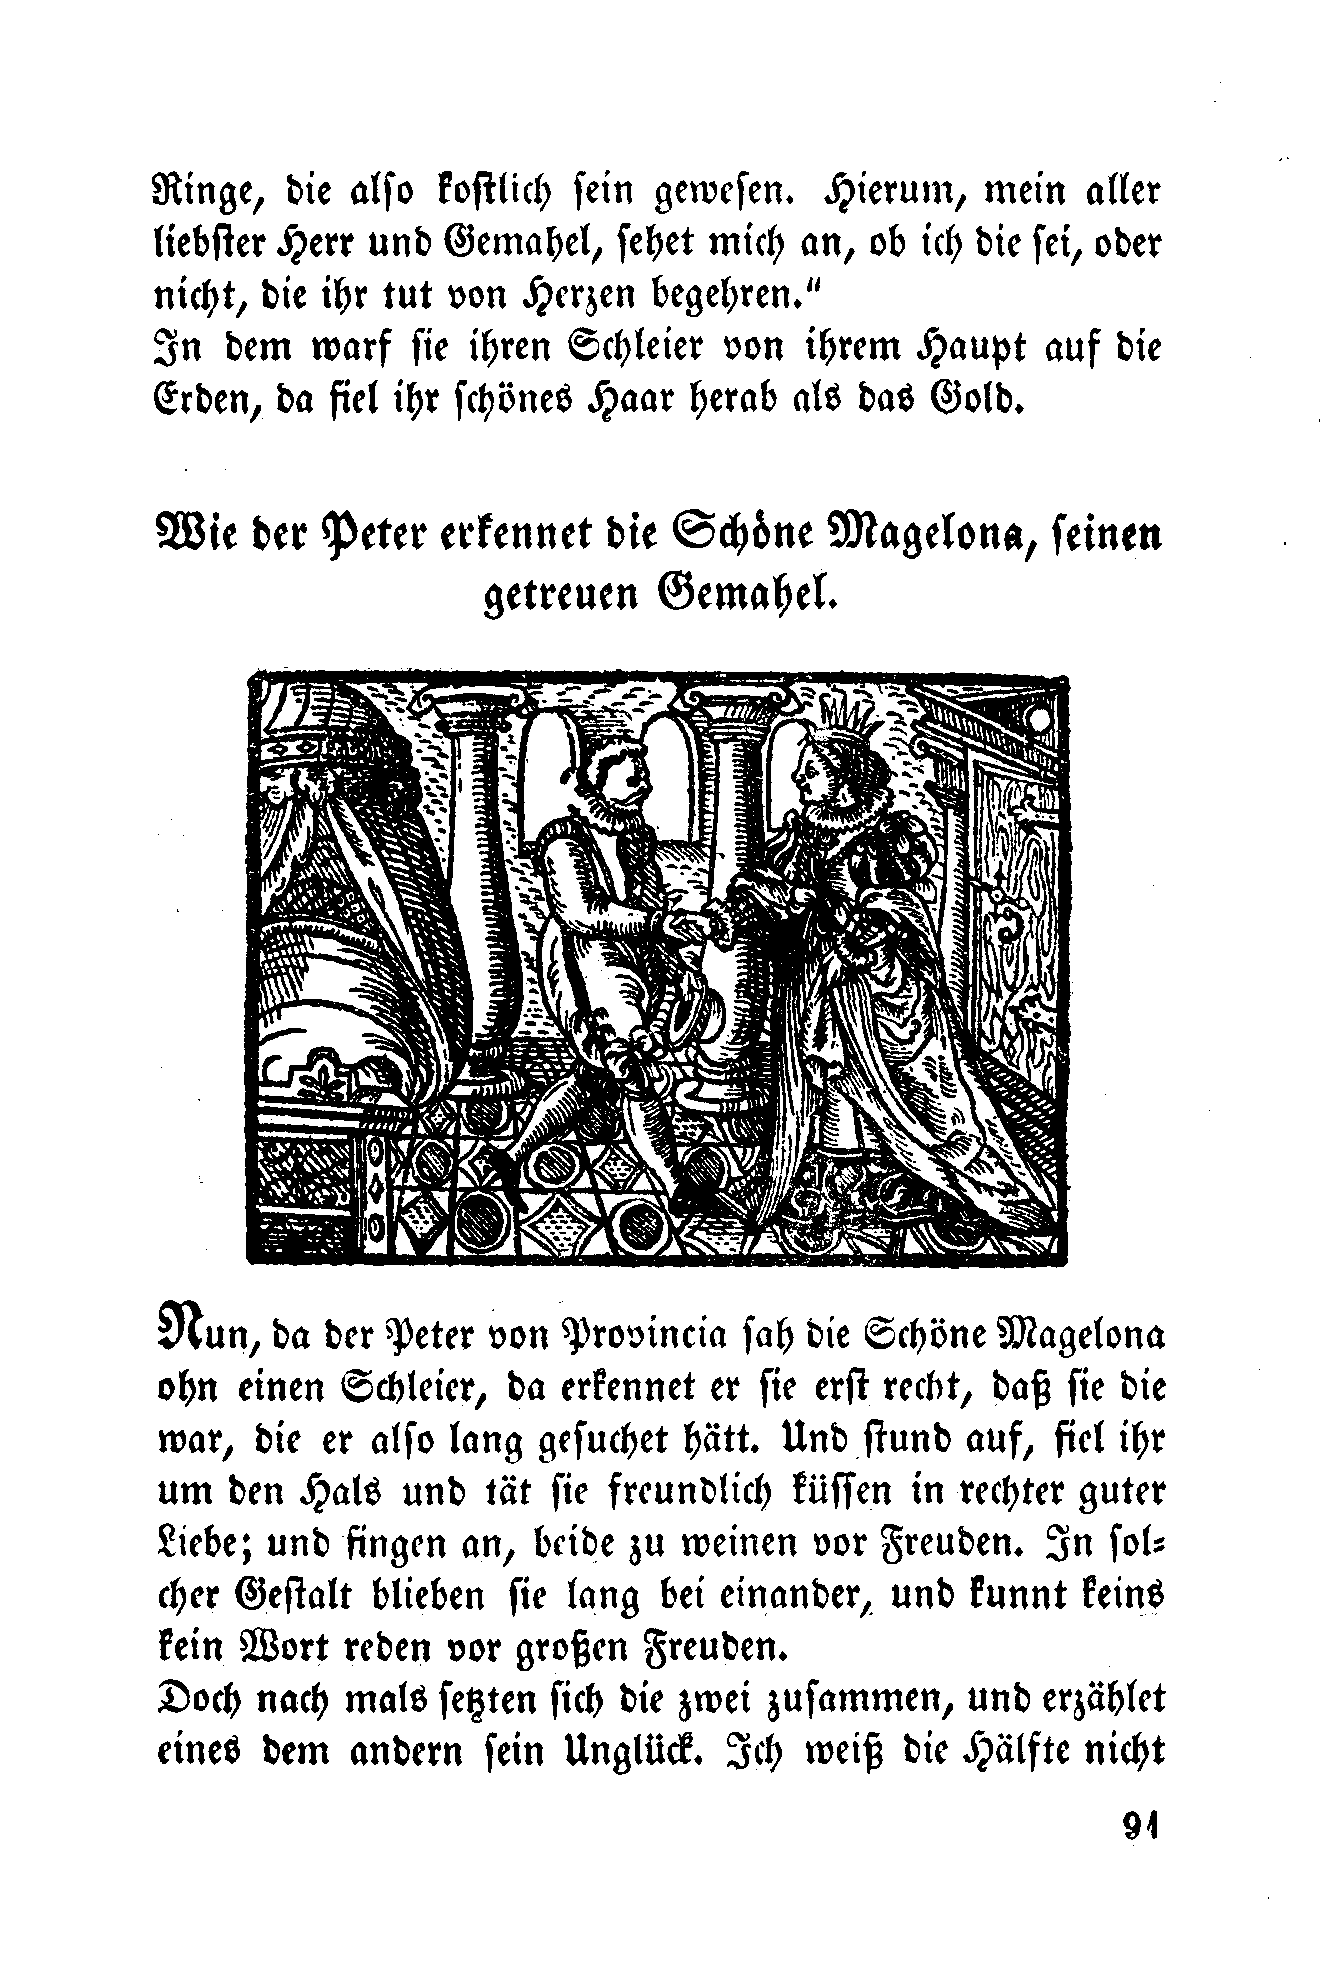 Ringe, die also kostlich sein gewesen. Hierum, mein aller
liebster Herr und Gemahel, sehet mich an, ob ich die sei, oder
nicht, die ihr tut von Herzen begehren."
In dem warf sie ihren Schleier von ihrem Haupt auf die
Erden, da fiel ihr schönes Haar herab als das Gold.
Wie der Peter erkennet die Schöne Magelona, seinen
getreuen Gemahel.
Nun, da der Peter von Provincia sah die Schöne Magelona
ohn einen Schleier, da erkennet er sie erst recht, daß sie die
war, die er also lang gesuchet hätt. Und stund auf, fiel ihr
um den Hals und tät sie freundlich küssen in rechter guter
Liebe; und fingen an, beide zu weinen vor Freuden. In sol-
cher Gestalt blieben sie lang bei einander, und kunnt keins
kein Wort reden vor großen Freuden.
Doch nach mals setzten sich die zwei zusammen, und erzählet
eines dem andern sein Unglück. Ich weiß die Hälfte nicht
91